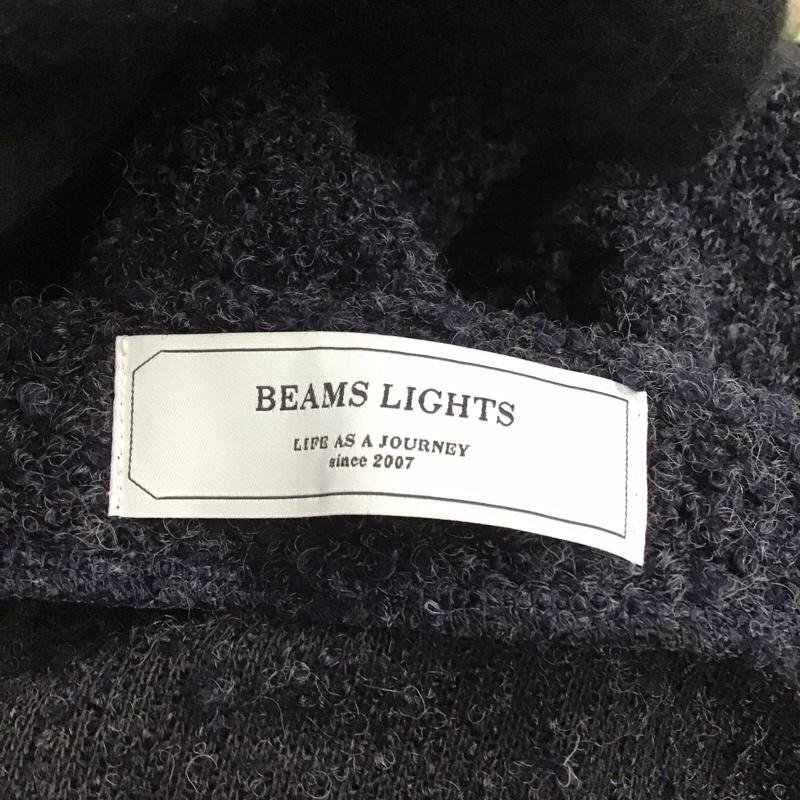 BEAMS LIGHTS
LIFE AS A JOURNEY
since 2007